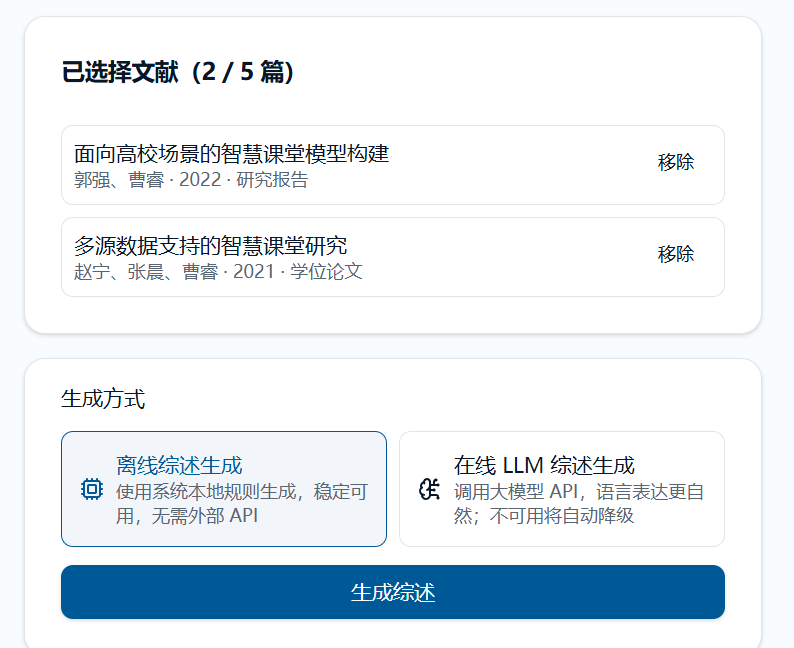 已选择文献（2 / 5 篇）
面向高校场景的智慧课堂模型构建
郭强、曹睿 · 2022 · 研究报告
移除
多源数据支持的智慧课堂研究
赵宁、张晨、曹睿 · 2021 · 学位论文
移除
生成方式
离线综述生成
使用系统本地规则生成，稳定可
用，无需外部 API
在线 LLM 综述生成
调用大模型 API，语言表达更自
然；不可用将自动降级
生成综述